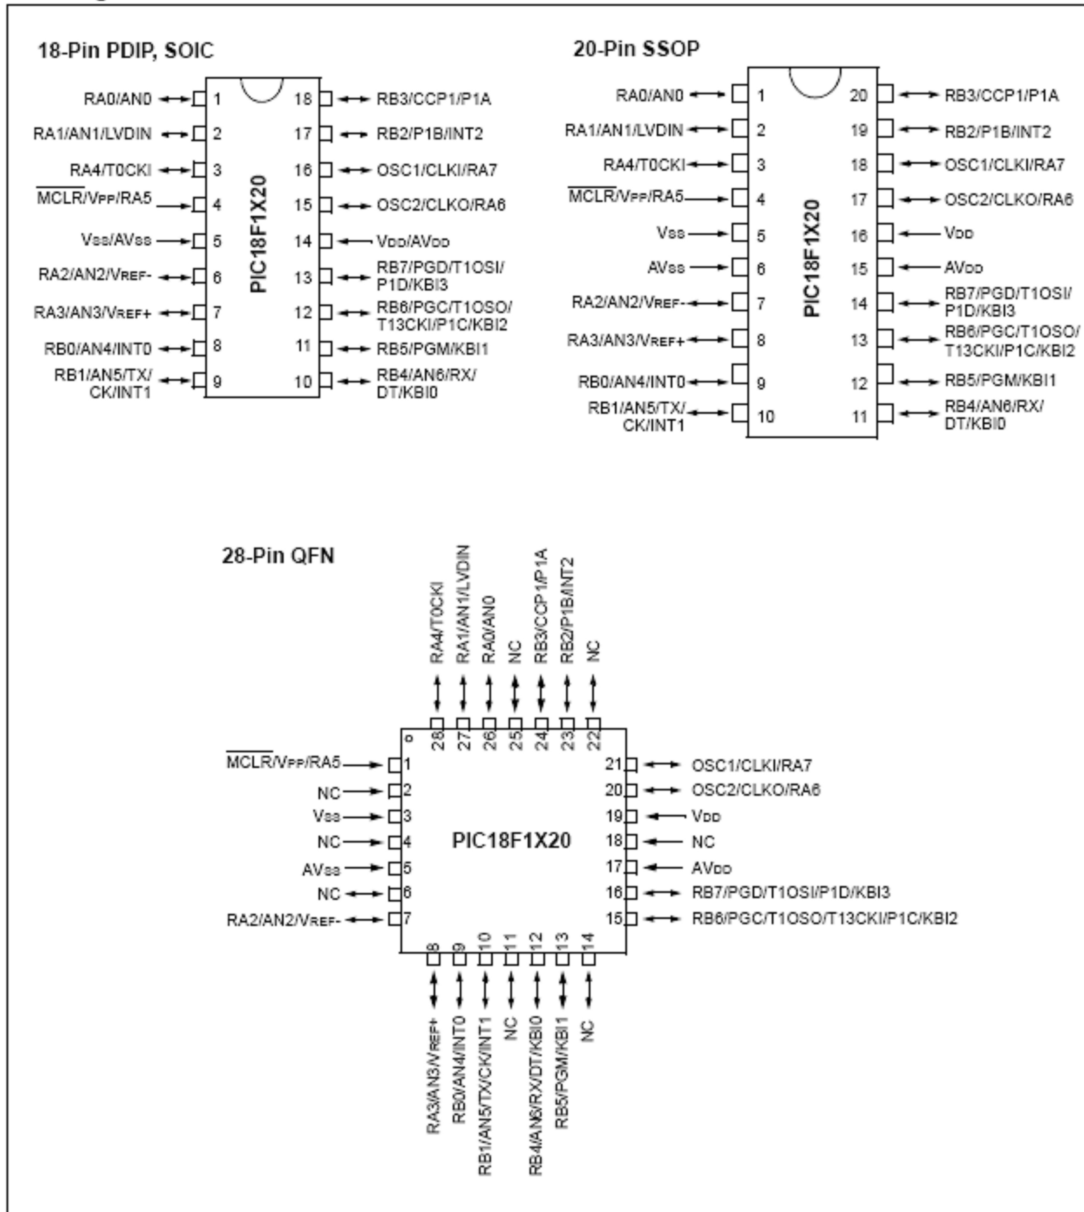 18-Pin PDIP, SOIC
RA0/AN0
1
18
RB3/CCP1/P1A
RA1/AN1/LVDIN
2
17
RB2/P1B/INT2
RA4/T0CKI
3
16
OSC1/CLKI/RA7
MCLR/VPP/RA5
4
15
OSC2/CLKO/RA6
VSS/AVSS
5
14
VDD/AVDD
RA2/AN2/VREF-
6
13
RB7/PGD/T1OSI/
P1D/KBI3
RA3/AN3/VREF+
7
12
RB6/PGC/T1OSO/
T13CKI/P1C/KBI2
RB0/AN4/INT0
8
11
RB5/PGM/KBI1
RB1/AN5/TX/
CK/INT1
9
10
RB4/AN6/RX/
DT/KBI0
PIC18F1X20
20-Pin SSOP
RA0/AN0
1
20
RB3/CCP1/P1A
RA1/AN1/LVDIN
2
19
RB2/P1B/INT2
RA4/T0CKI
3
18
OSC1/CLKI/RA7
MCLR/VPP/RA5
4
17
OSC2/CLKO/RA6
VSS
5
16
VDD
AVSS
6
15
AVDD
RA2/AN2/VREF-
7
14
RB7/PGD/T1OSI/
P1D/KBI3
RA3/AN3/VREF+
8
13
RB6/PGC/T1OSO/
T13CKI/P1C/KBI2
RB0/AN4/INT0
9
12
RB5/PGM/KBI1
RB1/AN5/TX/
CK/INT1
10
11
RB4/AN6/RX/
DT/KBI0
PIC18F1X20
28-Pin QFN
RA4/T0CKI
RA1/AN1/LVDIN
RA0/AN0
NC
RB3/CCP1/P1A
RB2/P1B/INT2
NC
28
27
26
25
24
23
22
MCLR/VPP/RA5
1
NC
2
VSS
3
NC
4
AVSS
5
NC
6
RA2/AN2/VREF-
7
PIC18F1X20
21
OSC1/CLKI/RA7
20
OSC2/CLKO/RA6
19
VDD
18
NC
17
AVDD
16
RB7/PGD/T1OSI/P1D/KBI3
15
RB6/PGC/T1OSO/T13CKI/P1C/KBI2
8
9
10
11
12
13
14
RA3/AN3/VREF+
RB0/AN4/INT0
RB1/AN5/TX/CK/INT1
NC
RB4/AN6/RX/DT/KBI0
RB5/PGM/KBI1
NC